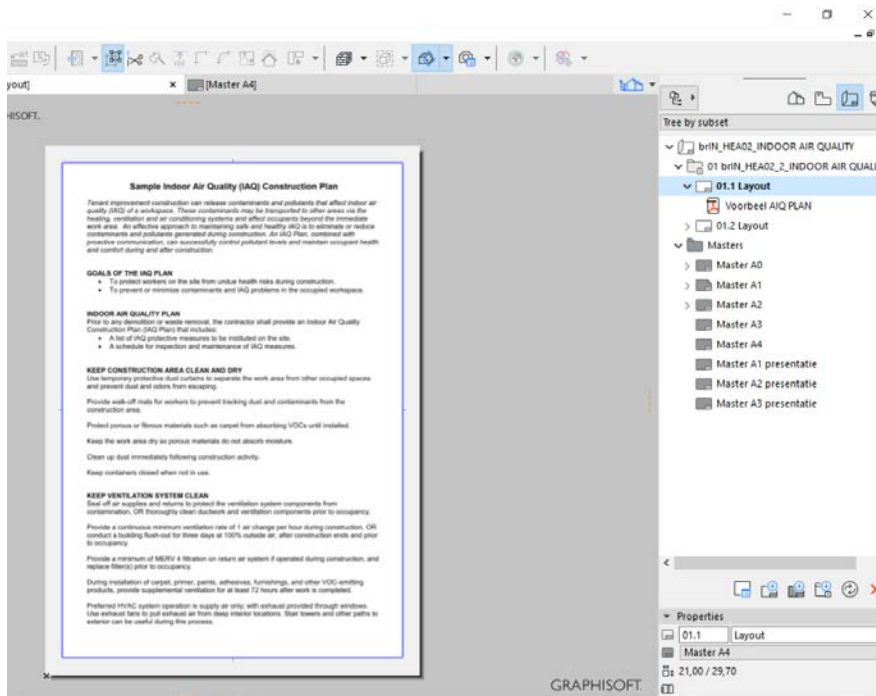 yout]
[Master A4]
HISOFT.
Sample Indoor Air Quality (IAQ) Construction Plan
Tenant improvement construction can release contaminants and pollutants that affect indoor air
quality (IAQ) of a workspace. These contaminants may be transported to other areas via the
heating, ventilation and air conditioning systems and affect occupants beyond the immediate
work area. An effective approach to maintaining safe and healthy IAQ is to eliminate or reduce
contaminants and pollutants generated during construction. An IAQ Plan, combined with
proactive communication, can successfully control pollutant levels and maintain occupant health
and comfort during and after construction.
GOALS OF THE IAQ PLAN
• To protect workers on the site from undue health risks during construction.
• To prevent or minimize contaminants and IAQ problems in the occupied workspace.
INDOOR AIR QUALITY PLAN
Prior to any demolition or waste removal, the contractor shall provide an Indoor Air Quality
Construction Plan (IAQ Plan) that includes:
• A list of IAQ protective measures to be instituted on the site.
• A schedule for inspection and maintenance of IAQ measures.
KEEP CONSTRUCTION AREA CLEAN AND DRY
Use temporary protective dust curtains to separate the work area from other occupied spaces
and prevent dust and odors from escaping.
Provide walk-off mats for workers to prevent tracking dust and contaminants from the
construction area.
Protect porous or fibrous materials such as carpet from absorbing VOCs until installed.
Keep the work area dry so porous materials do not absorb moisture.
Clean up dust immediately following construction activity.
Keep containers closed when not in use.
KEEP VENTILATION SYSTEM CLEAN
Seal off air supplies and returns to protect the ventilation system components from
contamination, OR thoroughly clean ductwork and ventilation components prior to occupancy.
Provide a continuous minimum ventilation rate of 1 air change per hour during construction, OR
conduct a building flush-out for three days at 100% outside air, after construction ends and prior
to occupancy.
Provide a minimum of MERV 4 filtration on return air system if operated during construction, and
replace filter(s) prior to occupancy.
During installation of carpet, primer, paints, adhesives, furnishings, and other VOC-emitting
products, provide supplemental ventilation for at least 72 hours after work is completed.
Preferred HVAC system operation is supply air only, with exhaust provided through windows.
Use exhaust fans to pull exhaust air from deep interior locations. Stair towers and other paths to
exterior can be useful during this process.
GRAPHISOFT.
Tree by subset
brIN_HEA02_INDOOR AIR QUALITY
01 brIN_HEA02_2_INDOOR AIR QUALI
01.1 Layout
Voorbeel AIQ PLAN
01.2 Layout
Masters
Master A0
Master A1
Master A2
Master A3
Master A4
Master A1 presentatie
Master A2 presentatie
Master A3 presentatie
Properties
01.1 Layout
Master A4
21,00 / 29,70